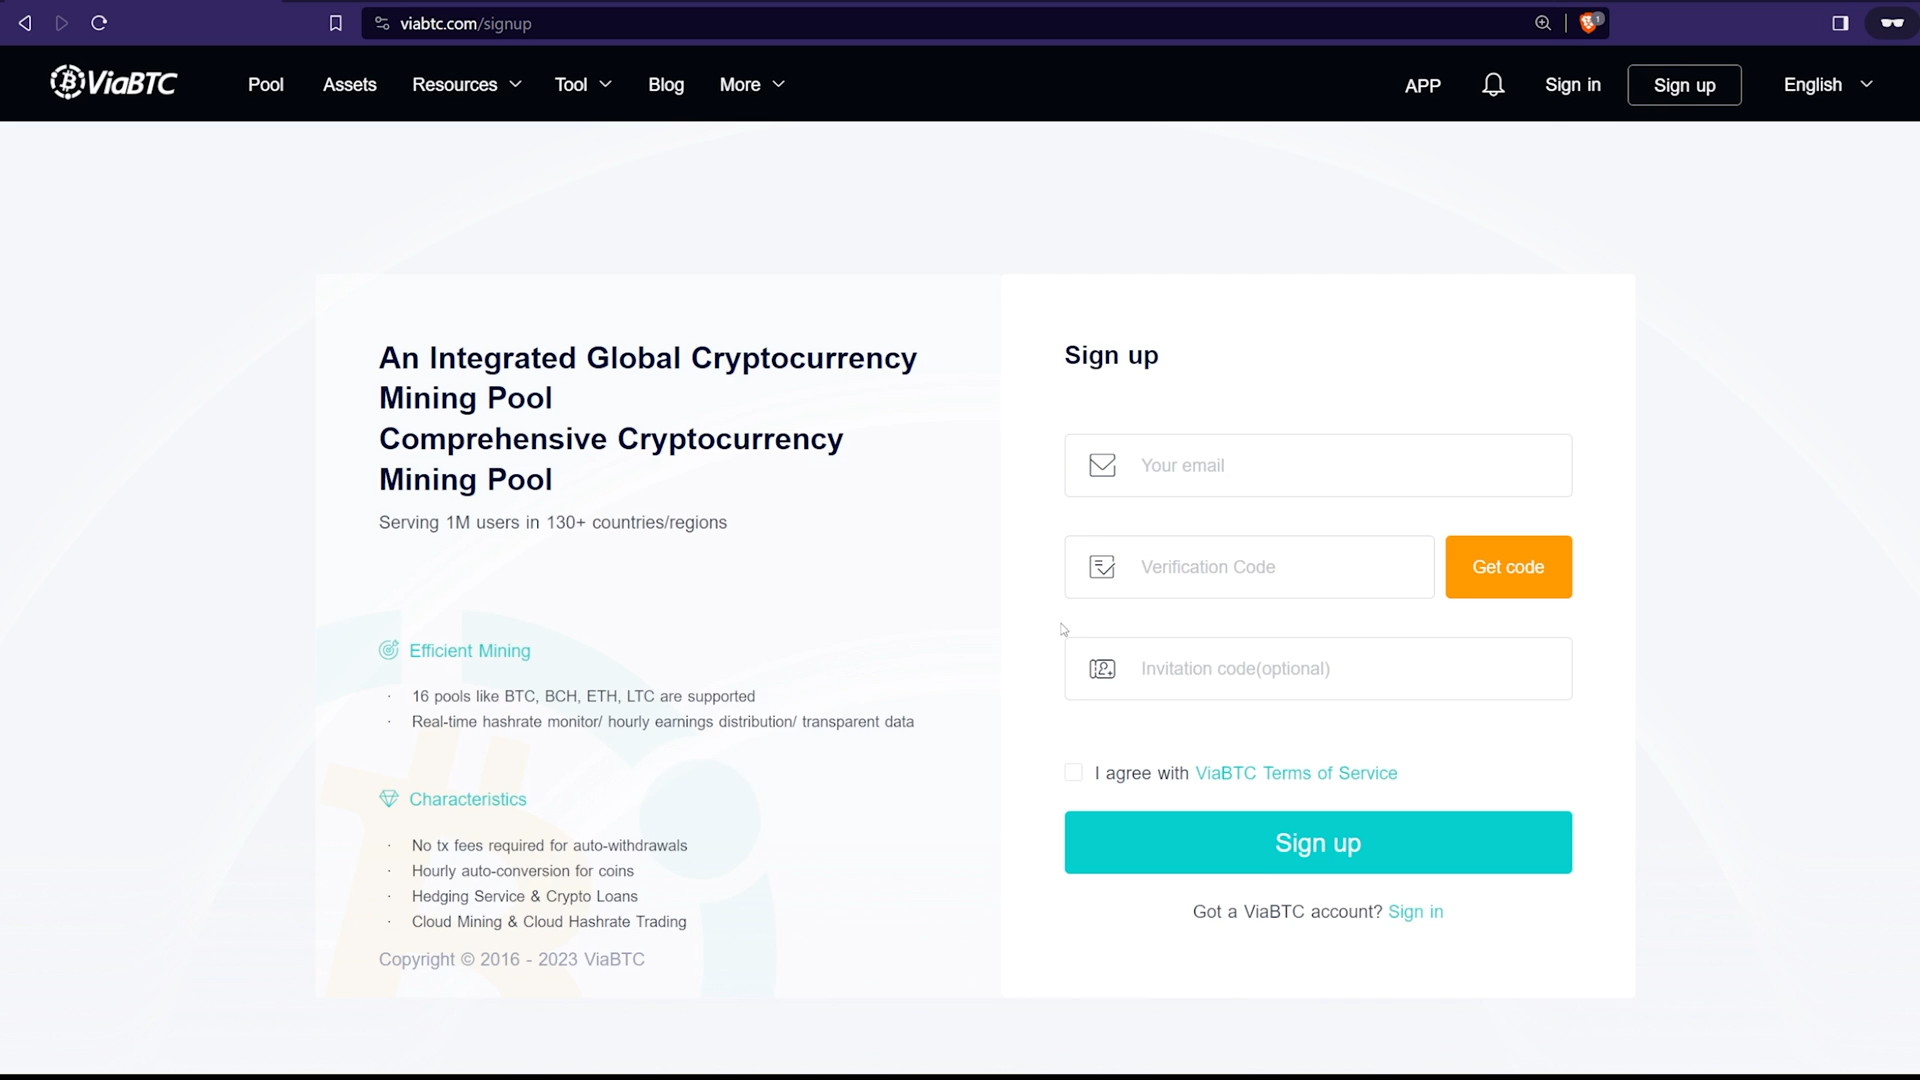 viabtc.com/signup
1
ViaBTC
Pool
Assets
Resources
Tool
Blog
More
APP
Sign in
Sign up
English
An Integrated Global Cryptocurrency
Mining Pool
Comprehensive Cryptocurrency
Mining Pool
Serving 1M users in 130+ countries/regions
Efficient Mining
· 16 pools like BTC, BCH, ETH, LTC are supported
· Real-time hashrate monitor/ hourly earnings distribution/ transparent data
Characteristics
· No tx fees required for auto-withdrawals
· Hourly auto-conversion for coins
· Hedging Service & Crypto Loans
· Cloud Mining & Cloud Hashrate Trading
Copyright © 2016 - 2023 ViaBTC
Sign up
Your email
Verification Code
Get code
Invitation code(optional)
I agree with ViaBTC Terms of Service
Sign up
Got a ViaBTC account? Sign in